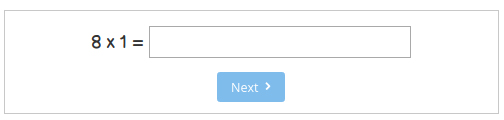 8 x 1 =
Next